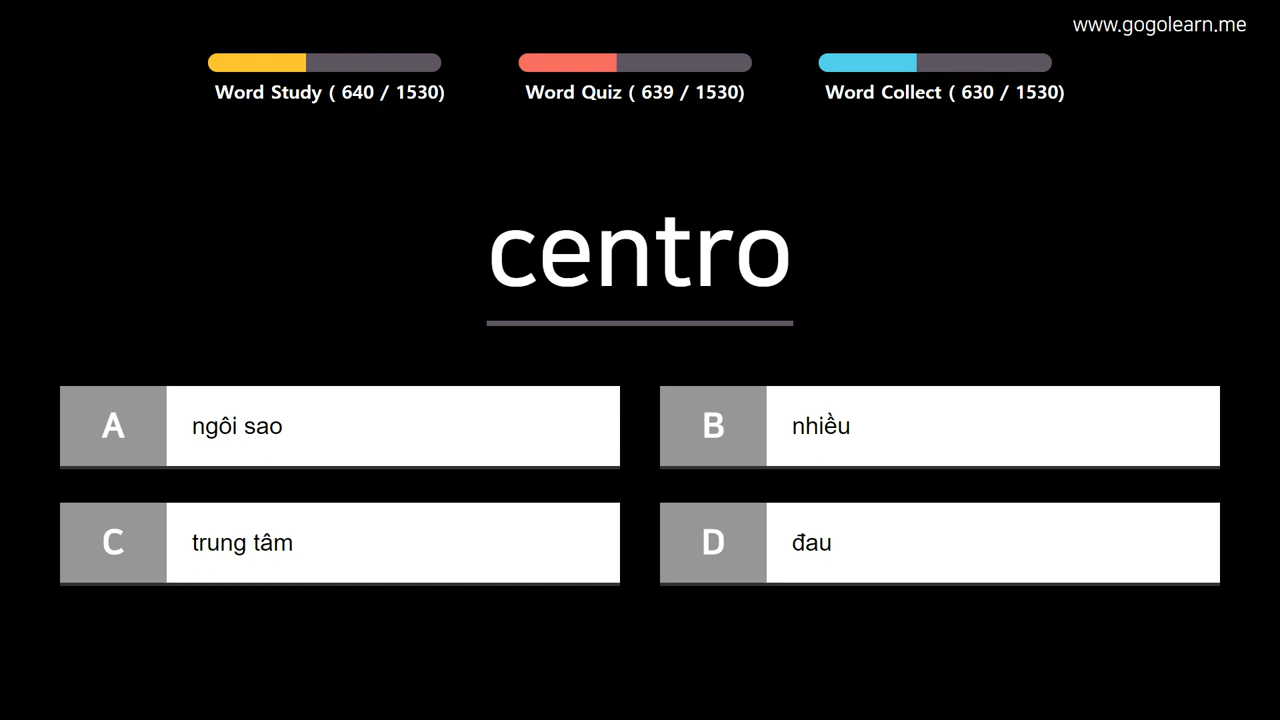 www.gogolearn.me
Word Study ( 640 / 1530)
Word Quiz ( 639 / 1530)
Word Collect ( 630 / 1530)
centro
A ngôi sao
B nhiều
C trung tâm
D đau